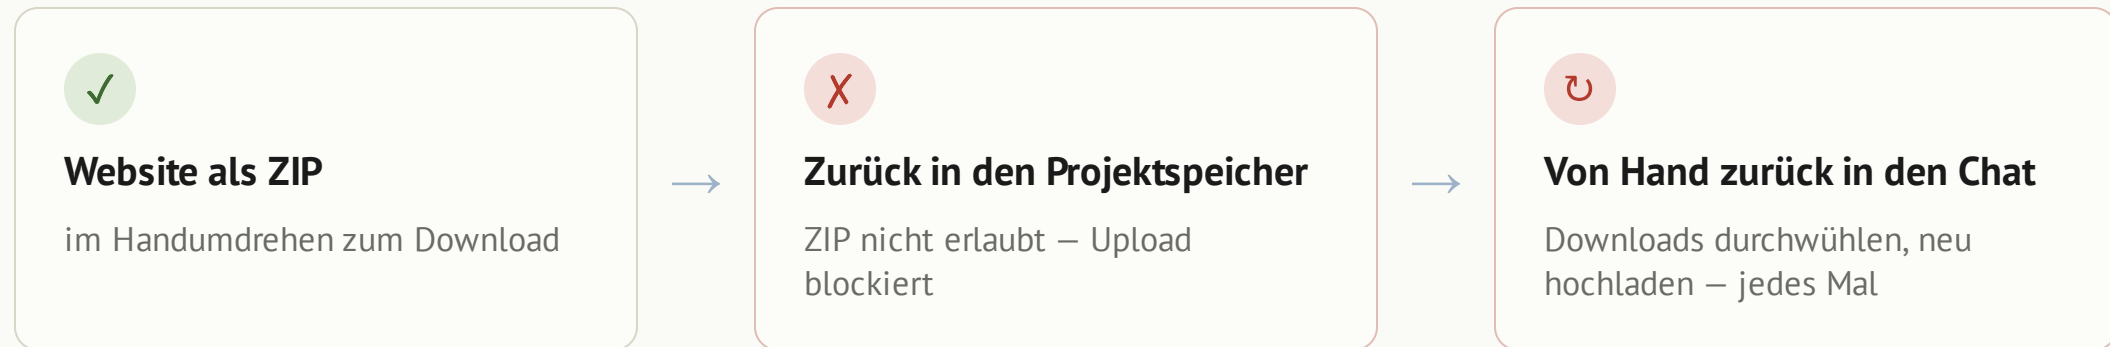 ✓
Website als ZIP
im Handumdrehen zum Download
→
✗
Zurück in den Projektspeicher
ZIP nicht erlaubt — Upload
blockiert
→
↻
Von Hand zurück in den Chat
Downloads durchwühlen, neu
hochladen — jedes Mal